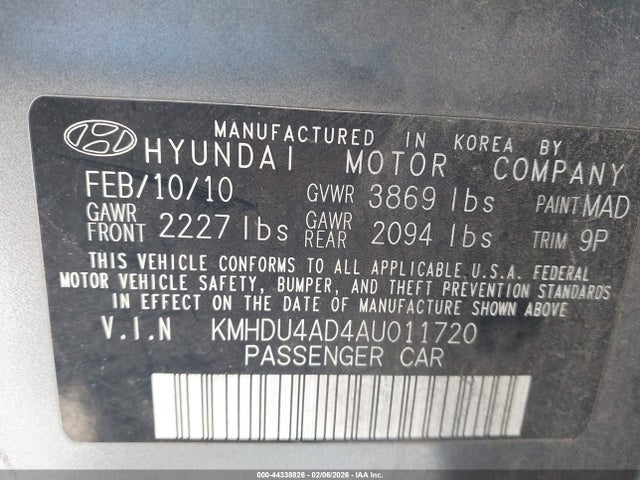 MANUFACTURED IN KOREA BY
HYUNDAI MOTOR COMPANY
FEB/10/10 GVWR 3869 lbs PAINT MAD
GAWR FRONT 2227 lbs GAWR REAR 2094 lbs TRIM 9P
THIS VEHICLE CONFORMS TO ALL APPLICABLE U.S.A. FEDERAL
MOTOR VEHICLE SAFETY, BUMPER, AND THEFT PREVENTION STANDARDS
IN EFFECT ON THE DATE OF MANUFACTURE SHOWN ABOVE.
V.I.N KMHDU4AD4AU011720
PASSENGER CAR
000-44338826 - 02/06/2026 - IAA Inc.